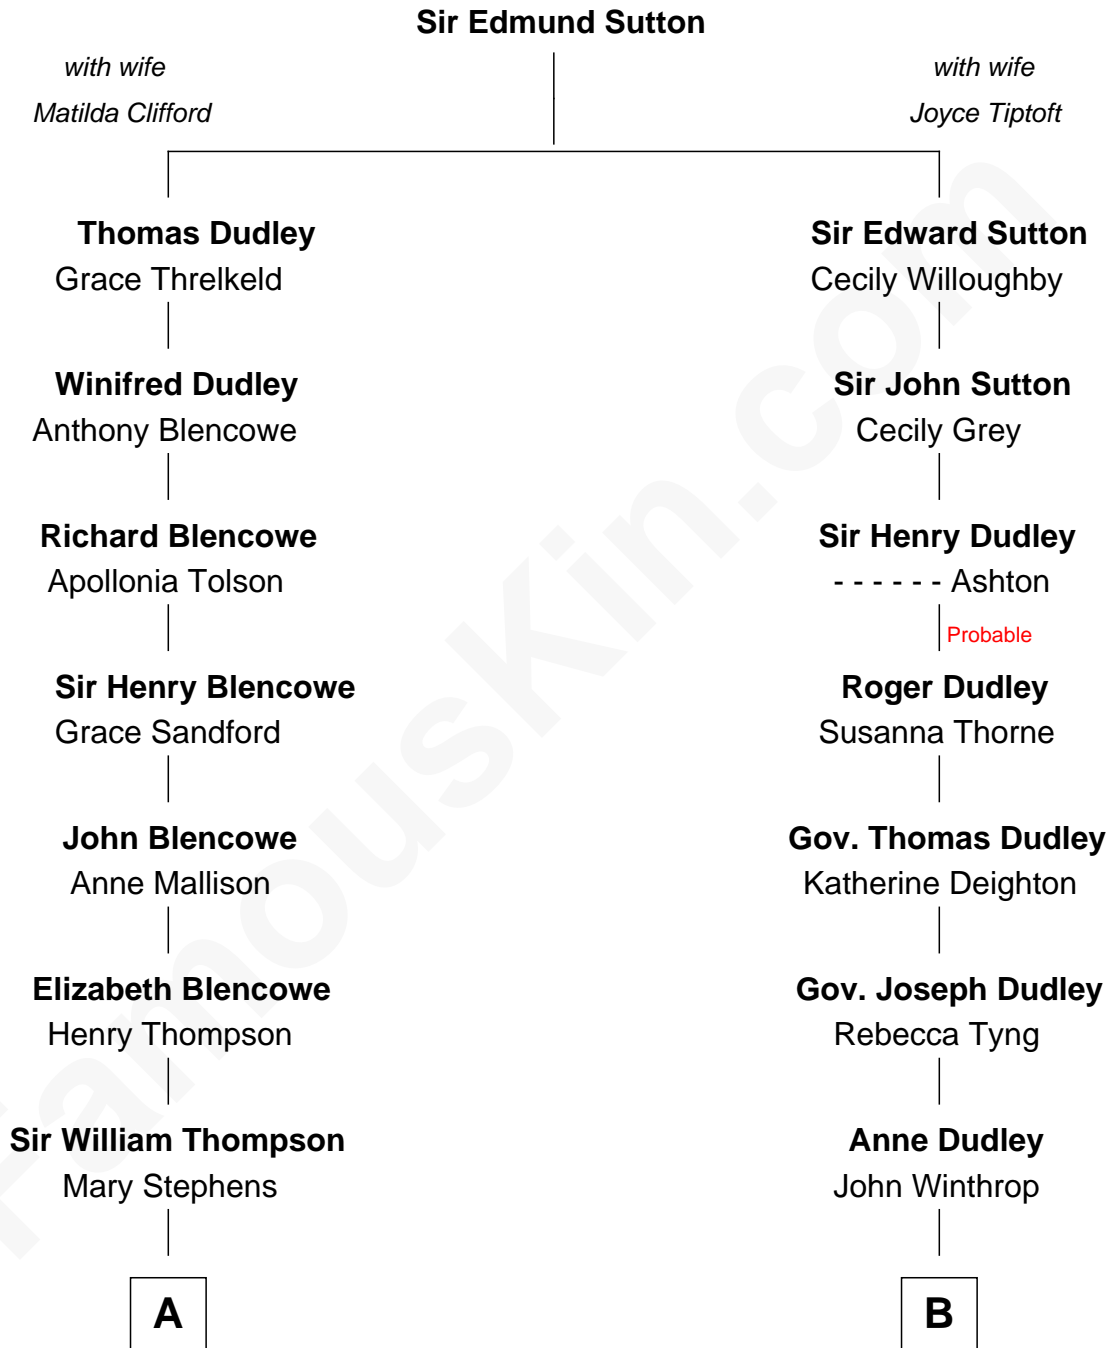 Sir Edmund Sutton
with wife
Matilda Clifford
with wife
Joyce Tiptoft
Thomas Dudley
Grace Threlkeld
Sir Edward Sutton
Cecily Willoughby
Winifred Dudley
Anthony Blencowe
Sir John Sutton
Cecily Grey
Richard Blencowe
Apollonia Tolson
Sir Henry Dudley
- - - - - - Ashton
Probable
Sir Henry Blencowe
Grace Sandford
Roger Dudley
Susanna Thorne
John Blencowe
Anne Mallison
Gov. Thomas Dudley
Katherine Deighton
Elizabeth Blencowe
Henry Thompson
Gov. Joseph Dudley
Rebecca Tyng
Sir William Thompson
Mary Stephens
Anne Dudley
John Winthrop
A
B
FamousKin.com